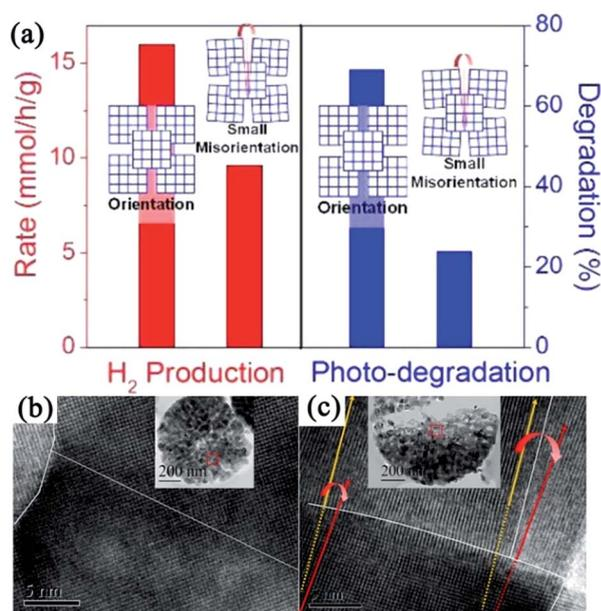 (a)
Rate (mmol/h/g)
15
10
5
0
Orientation
Small
Misorientation
Orientation
Small
Misorientation
80
60
40
20
0
Degradation (%)
H2 Production
Photo-degradation
(b)
200 nm
5 nm
(c)
200 nm
5 nm